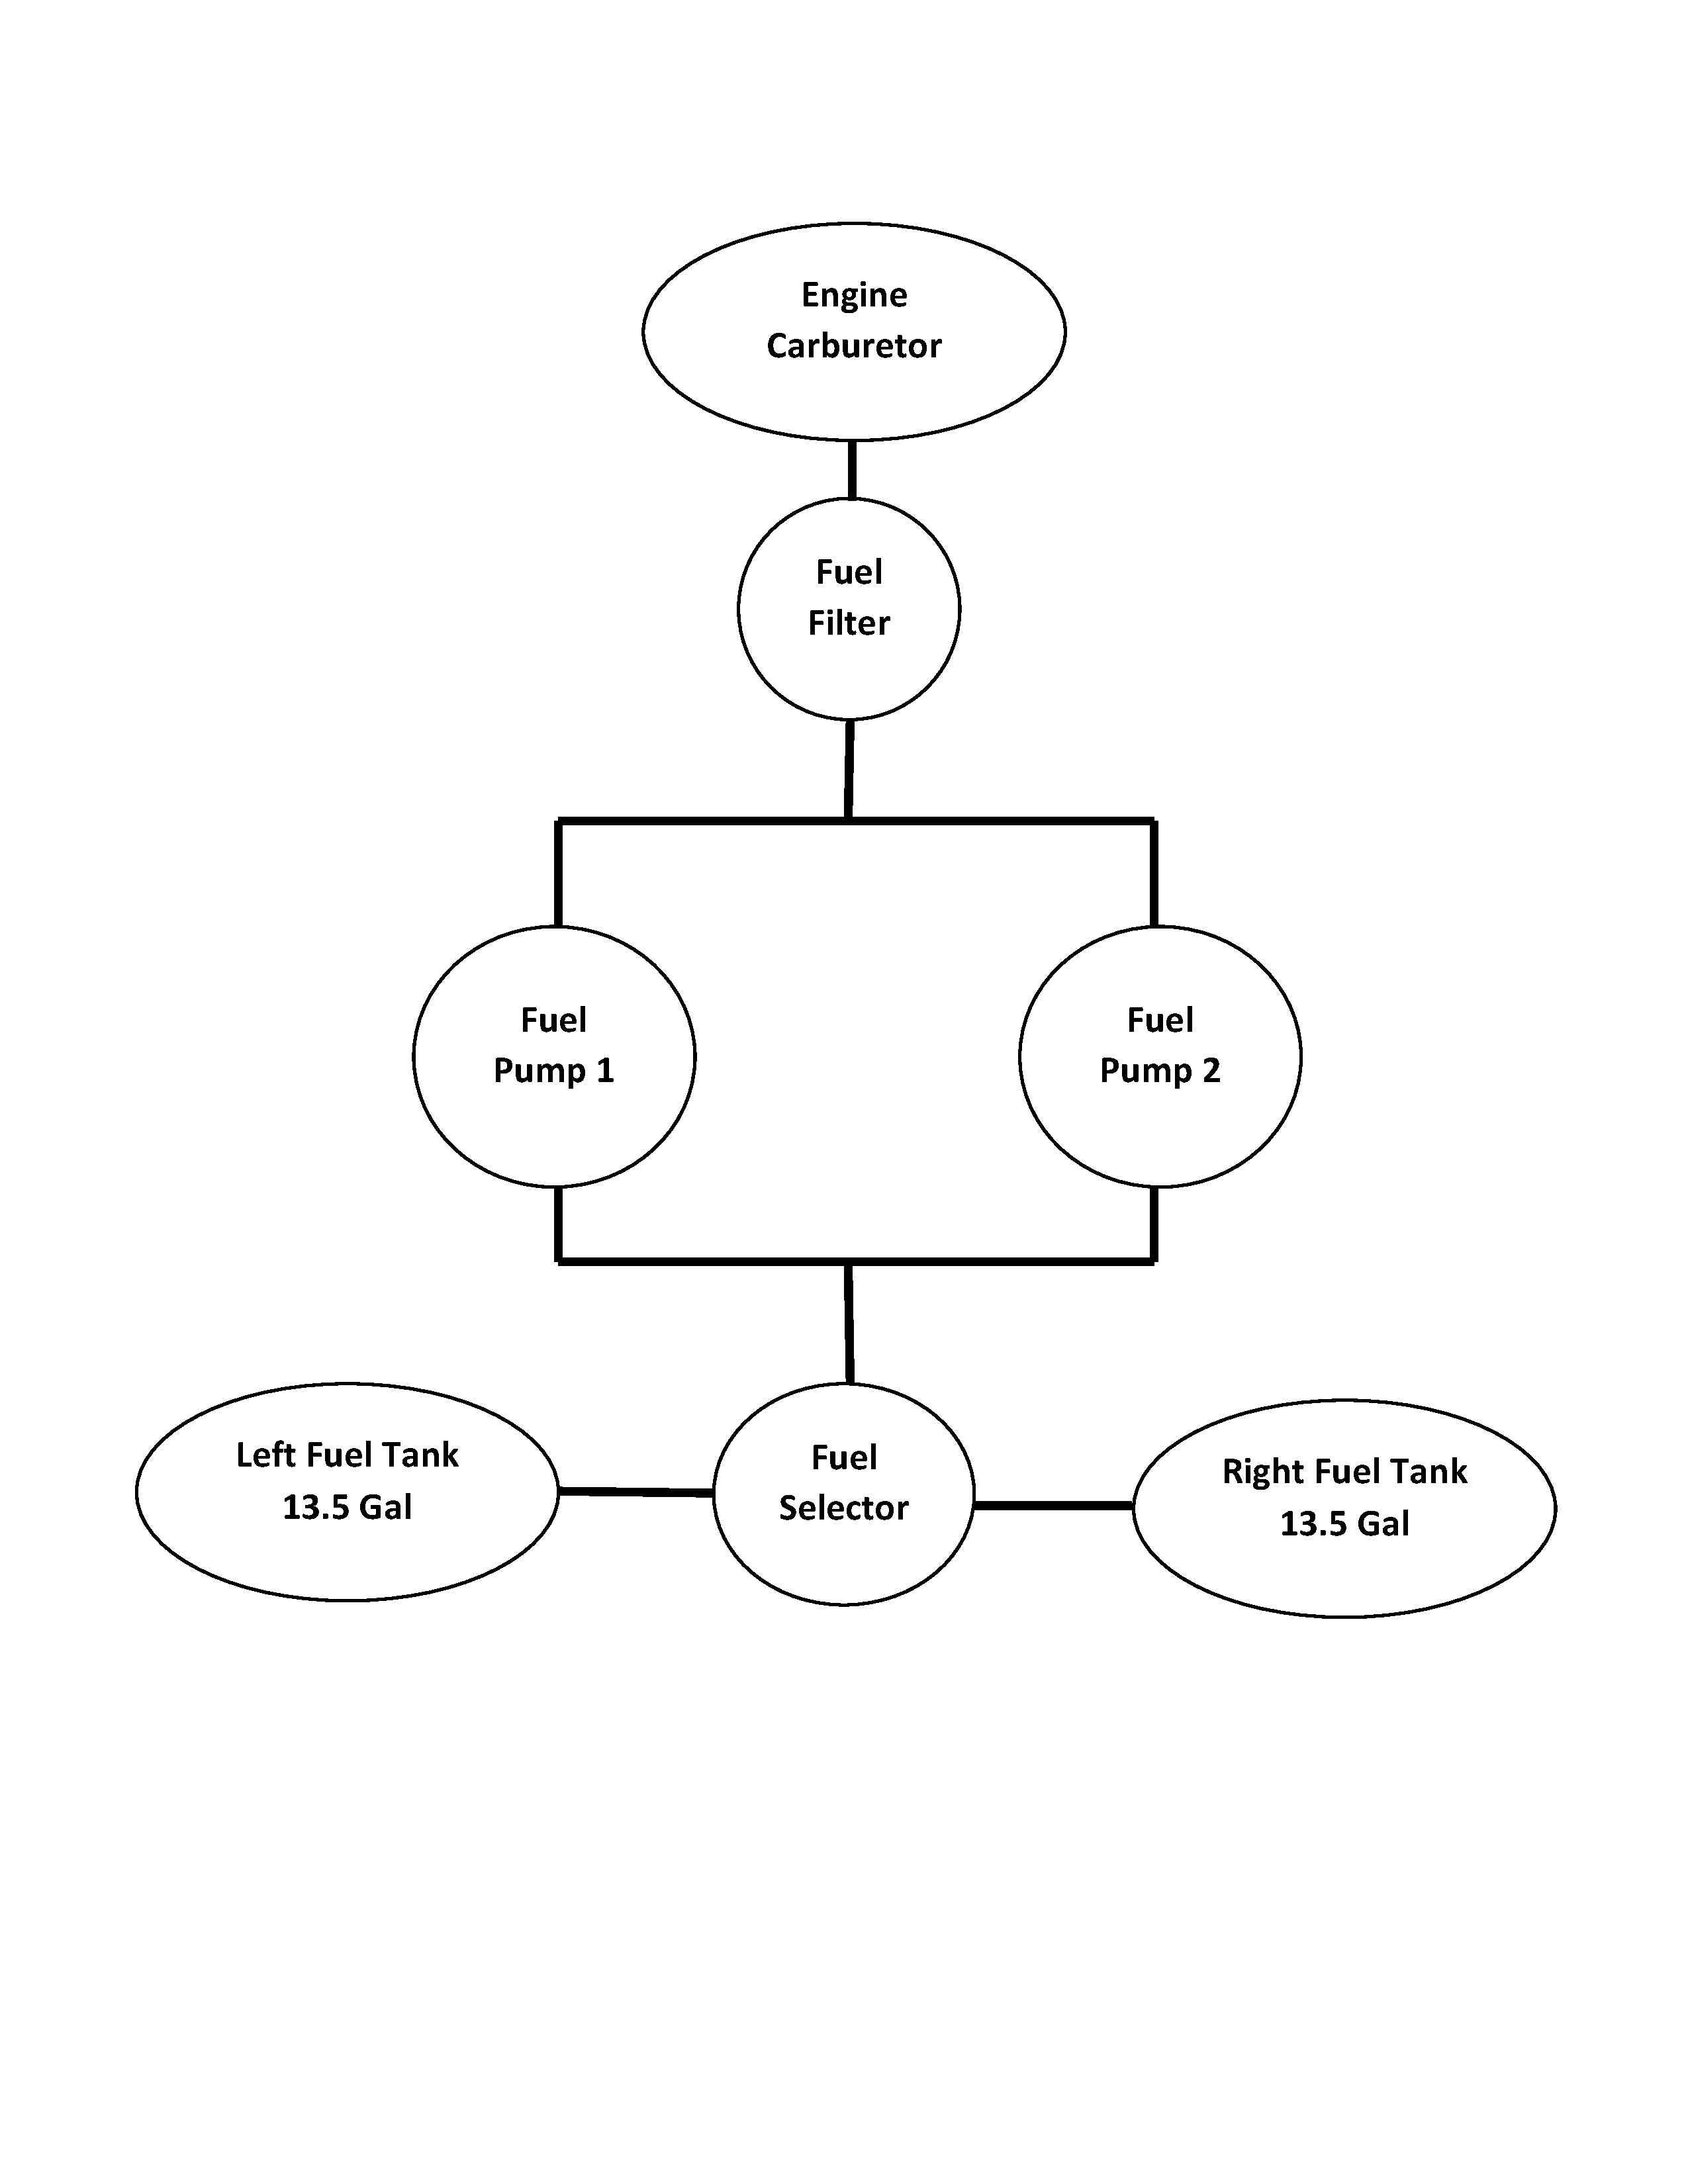 Engine
Carburetor
Fuel
Filter
Fuel
Pump 1
Fuel
Pump 2
Left Fuel Tank
13.5 Gal
Fuel
Selector
Right Fuel Tank
13.5 Gal